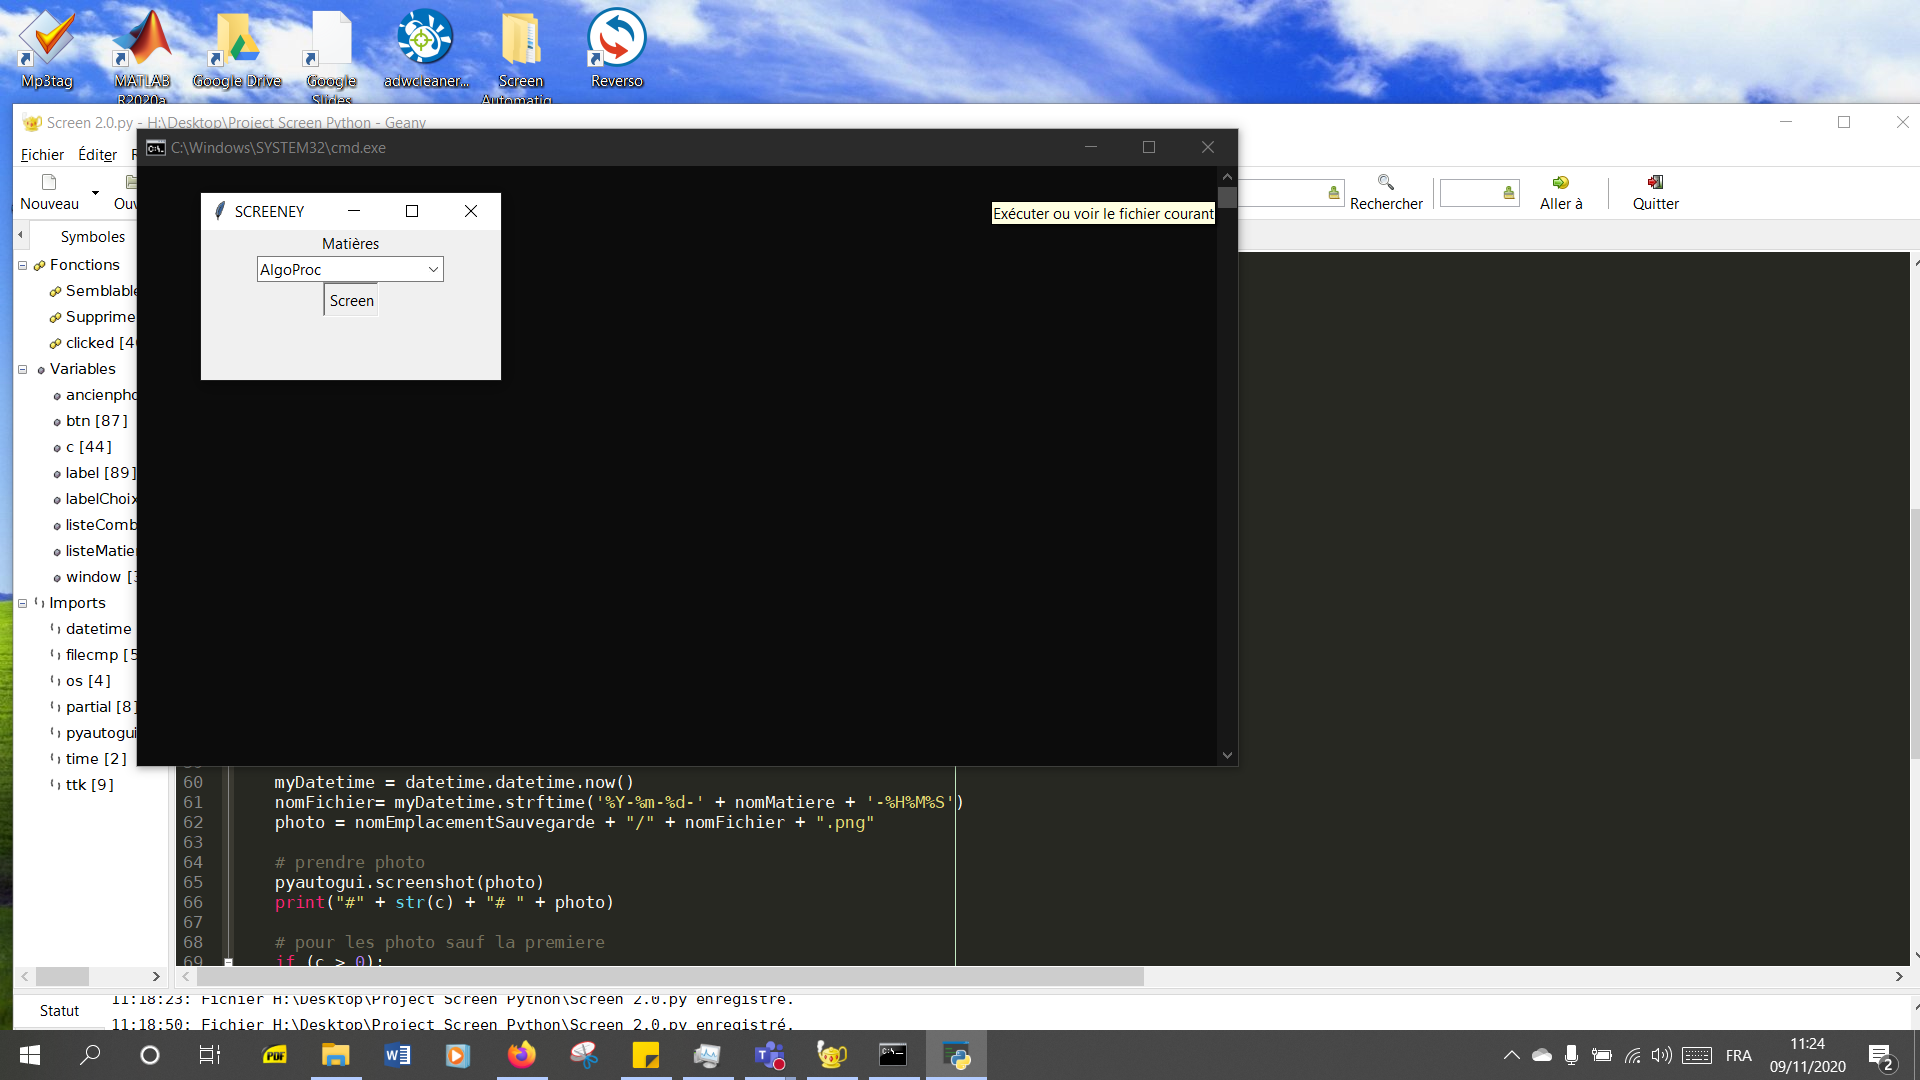 Mp3tag
MATLAB
R2020a
Google Drive
Google
Slides
adwcleaner...
Screen
Automatiq
Reverso
Screen 2.0.py - H:\Desktop\Project Screen Python - Geany
Fichier Éditer
C:\Windows\SYSTEM32\cmd.exe
Nouveau
SCREENEY
Matières
AlgoProc
Screen
Exécuter ou voir le fichier courant
Rechercher
Aller à
Quitter
Symboles
Fonctions
Semblable
Supprime
clicked [4
Variables
ancienpho
btn [87]
c [44]
label [89]
labelChoix
listeComb
listeMatie
window [3
Imports
datetime
filecmp [5
os [4]
partial [8]
pyautogui
time [2]
ttk [9]
60 myDatetime = datetime.datetime.now()
61 nomFichier= myDatetime.strftime('%Y-%m-%d-' + nomMatiere + '-%H%M%S')
62 photo = nomEmplacementSauvegarde + "/" + nomFichier + ".png"
63
64 # prendre photo
65 pyautogui.screenshot(photo)
66 print("#" + str(c) + "# " + photo)
67
68 # pour les photo sauf la premiere
69 if (c > 0):
Statut
11:18:23: Fichier H:\Desktop\Project Screen Python\Screen 2.0.py enregistré.
11:18:50: Fichier H:\Desktop\Project Screen Python\Screen 2.0.py enregistré.
PDF
FRA
11:24
09/11/2020
2